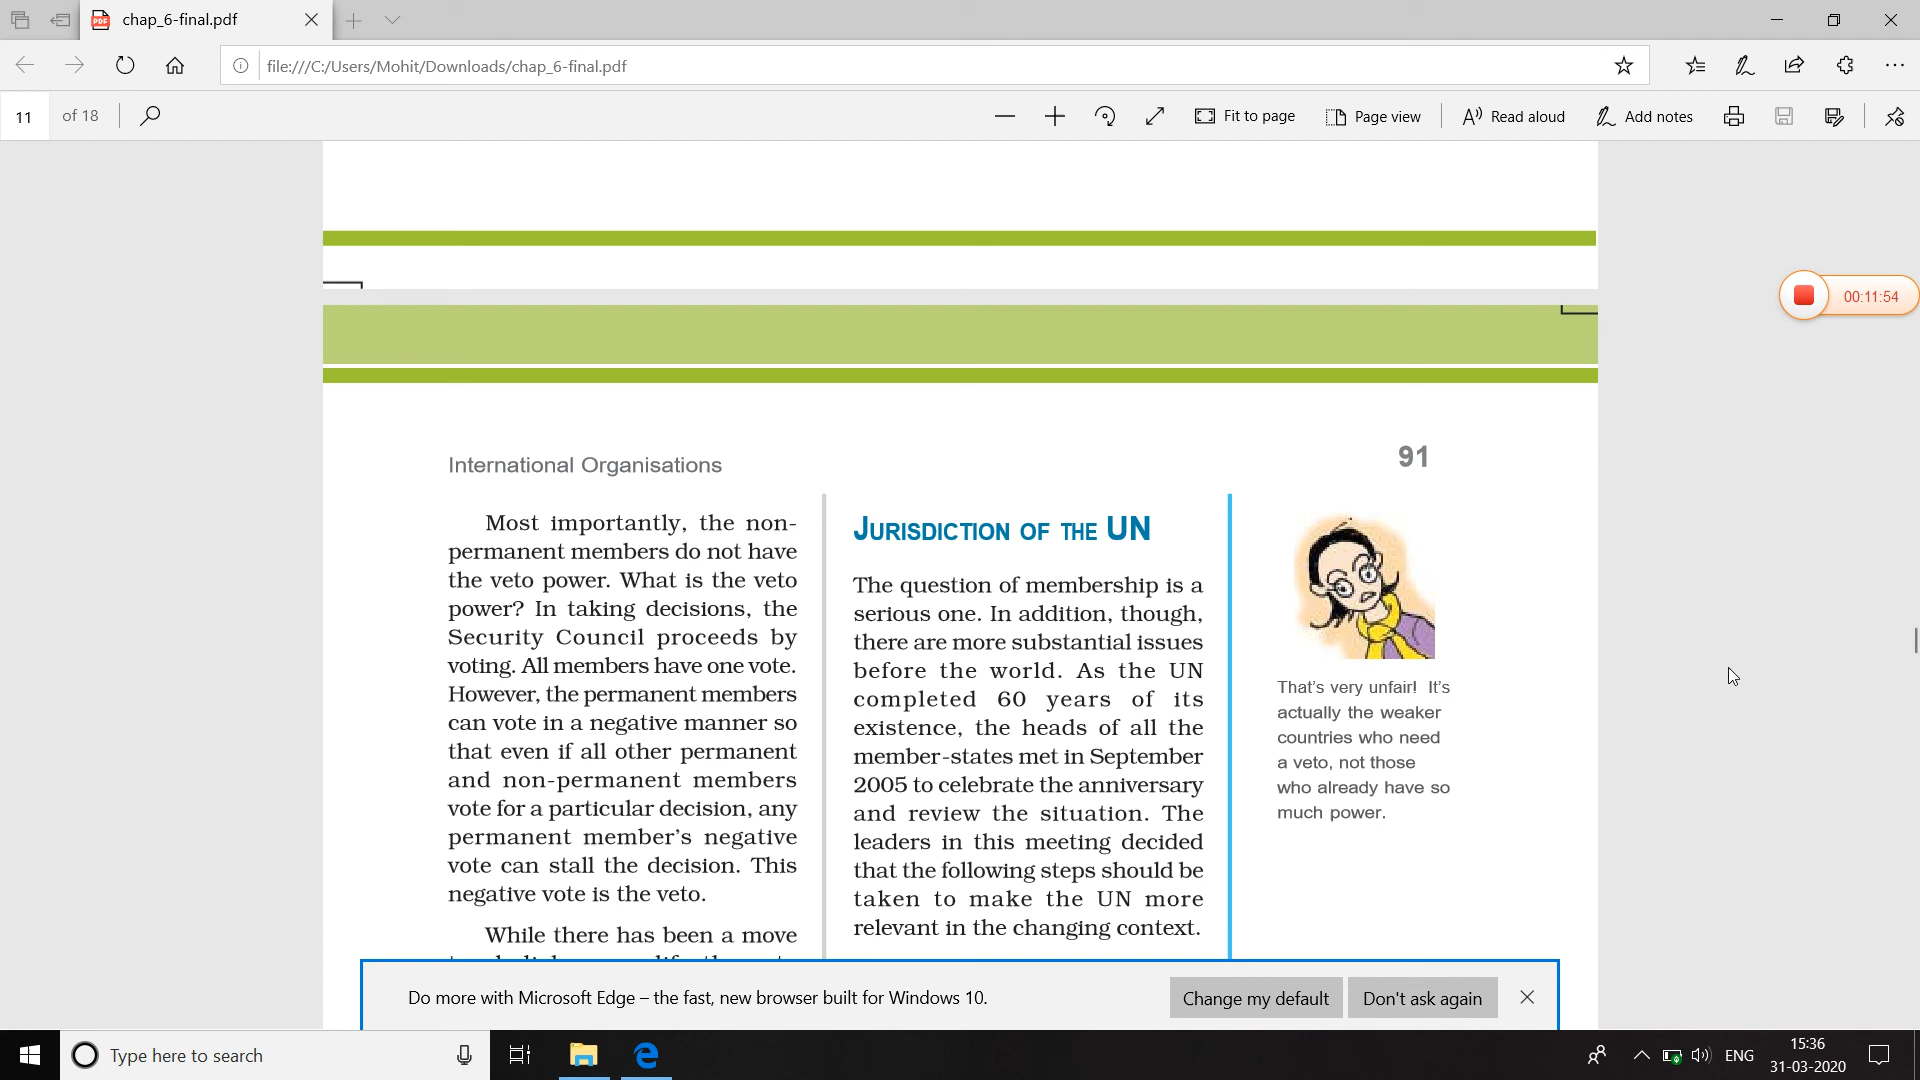 chap_6-final.pdf
file:///C:/Users/Mohit/Downloads/chap_6-final.pdf
11 of 18
Fit to page
Page view
Read aloud
Add notes
00:11:54
International Organisations
91
Most importantly, the non-
permanent members do not have
the veto power. What is the veto
power? In taking decisions, the
Security Council proceeds by
voting. All members have one vote.
However, the permanent members
can vote in a negative manner so
that even if all other permanent
and non-permanent members
vote for a particular decision, any
permanent member's negative
vote can stall the decision. This
negative vote is the veto.
While there has been a move
JURISDICTION OF THE UN
The question of membership is a
serious one. In addition, though,
there are more substantial issues
before the world. As the UN
completed 60 years of its
existence, the heads of all the
member-states met in September
2005 to celebrate the anniversary
and review the situation. The
leaders in this meeting decided
that the following steps should be
taken to make the UN more
relevant in the changing context.
That's very unfair! It's
actually the weaker
countries who need
a veto, not those
who already have so
much power.
Do more with Microsoft Edge – the fast, new browser built for Windows 10.
Change my default
Don't ask again
Type here to search
ENG
15:36
31-03-2020